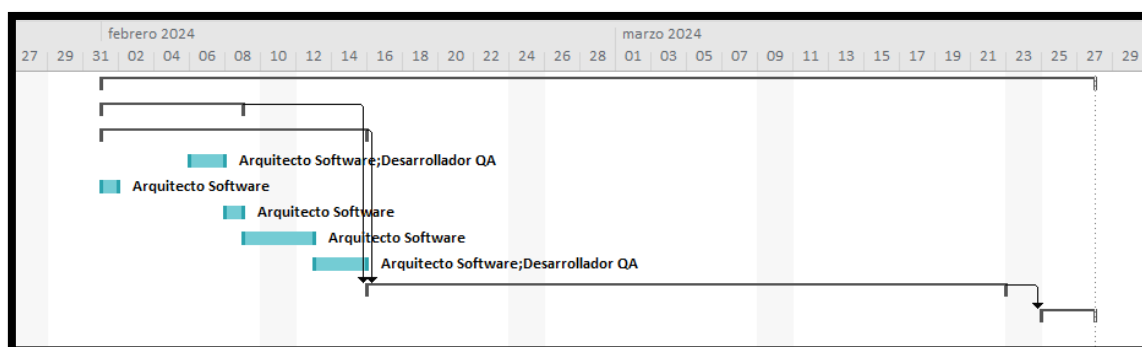 febrero 2024 marzo 2024
27 29 31 02 04 06 08 10 12 14 16 18 20 22 24 26 28 01 03 05 07 09 11 13 15 17 19 21 23 25 27 29
Arquitecto Software;Desarrollador QA
Arquitecto Software
Arquitecto Software
Arquitecto Software
Arquitecto Software;Desarrollador QA